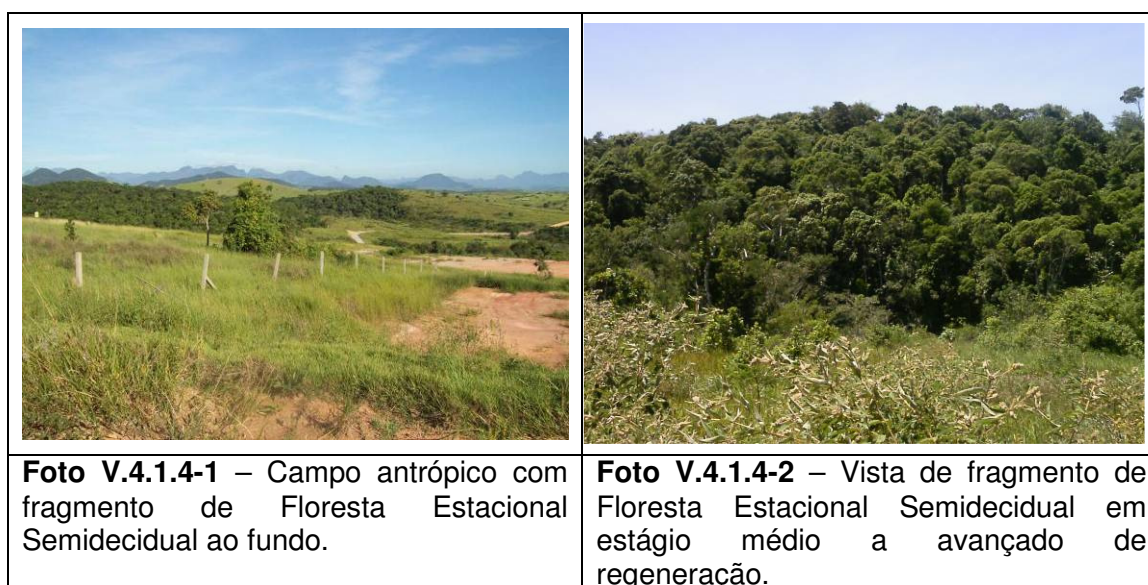 Foto V.4.1.4-1 – Campo antrópico com
fragmento de Floresta Estacional
Semidecidual ao fundo.
Foto V.4.1.4-2 – Vista de fragmento de
Floresta Estacional Semidecidual em
estágio médio a avançado de
regeneração.